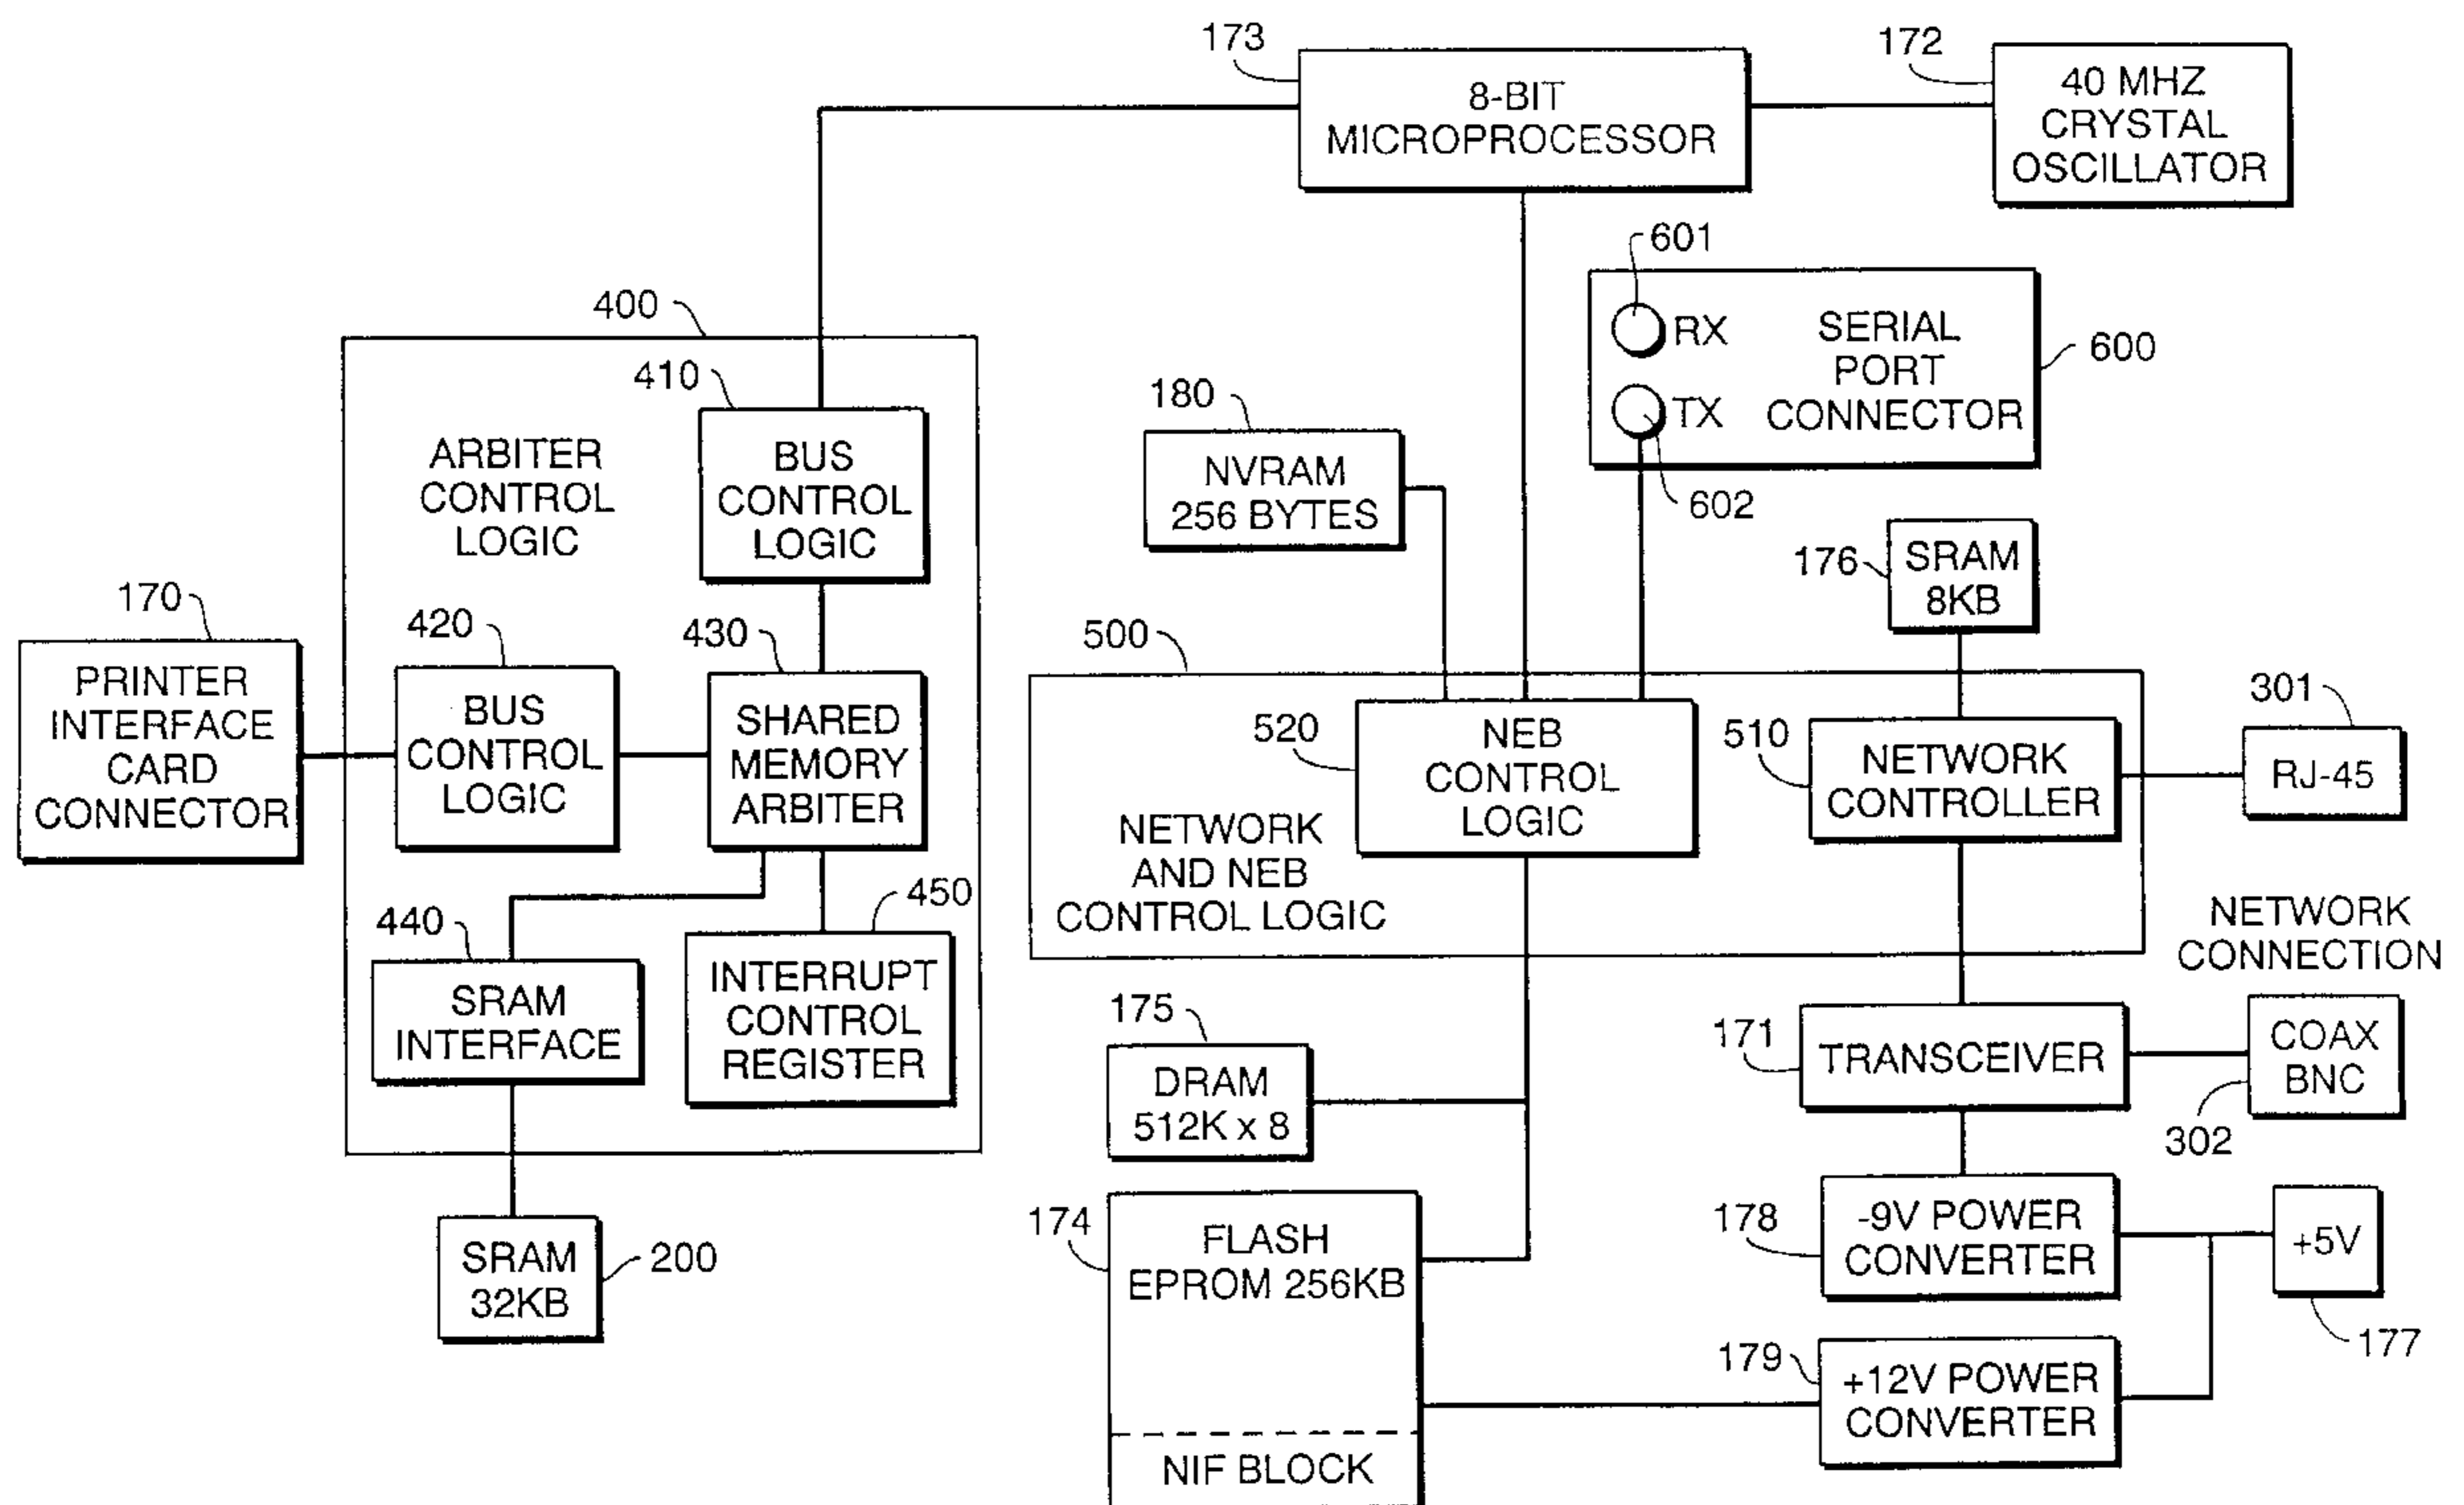 173
8-BIT
MICROPROCESSOR
172
40 MHZ
CRYSTAL
OSCILLATOR
601
RX
TX
SERIAL
PORT
CONNECTOR
600
602
400
410
ARBITER
CONTROL
LOGIC
BUS
CONTROL
LOGIC
180
NVRAM
256 BYTES
176
SRAM
8KB
170
PRINTER
INTERFACE
CARD
CONNECTOR
420
BUS
CONTROL
LOGIC
430
SHARED
MEMORY
ARBITER
500
520
NEB
CONTROL
LOGIC
510
NETWORK
CONTROLLER
301
RJ-45
NETWORK
AND NEB
CONTROL LOGIC
NETWORK
CONNECTION
440
SRAM
INTERFACE
450
INTERRUPT
CONTROL
REGISTER
175
DRAM
512K x 8
171
TRANSCEIVER
COAX
BNC
302
200
SRAM
32KB
174
FLASH
EPROM 256KB
NIF BLOCK
178
-9V POWER
CONVERTER
+5V
177
179
+12V POWER
CONVERTER